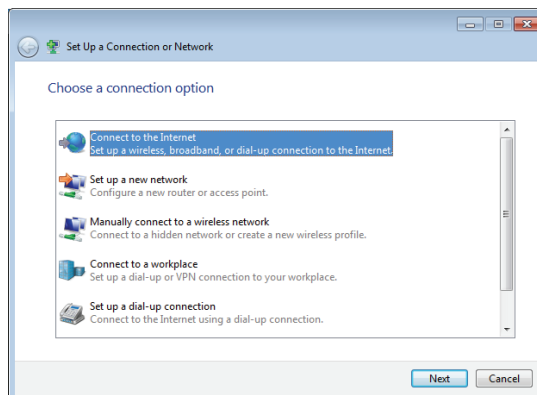 Set Up a Connection or Network
Choose a connection option
Connect to the Internet
Set up a wireless, broadband, or dial-up connection to the Internet.
Set up a new network
Configure a new router or access point.
Manually connect to a wireless network
Connect to a hidden network or create a new wireless profile.
Connect to a workplace
Set up a dial-up or VPN connection to your workplace.
Set up a dial-up connection
Connect to the Internet using a dial-up connection.
Next Cancel